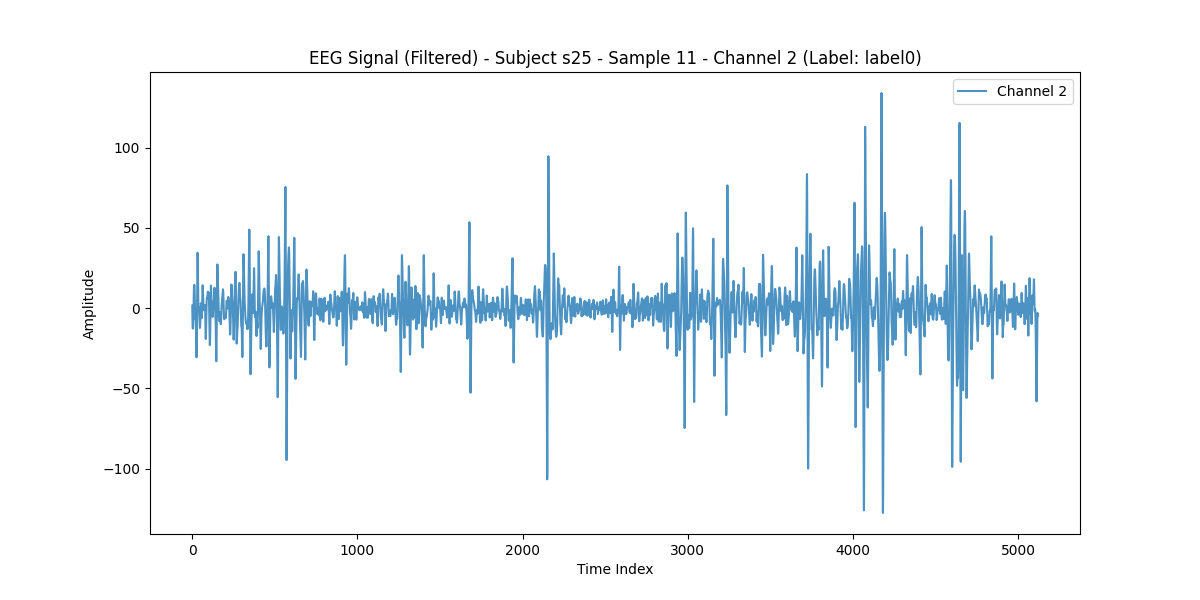 EEG Signal (Filtered) - Subject s25 - Sample 11 - Channel 2 (Label: label0)
Channel 2
100
50
0
−50
−100
Amplitude
0 1000 2000 3000 4000 5000
Time Index